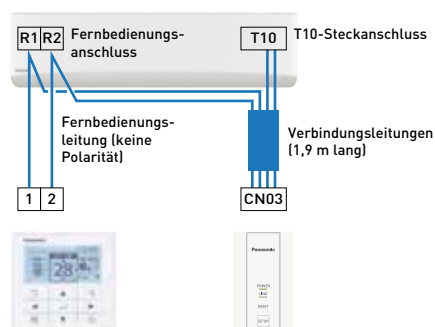 R1 R2
Fernbedienungs-
anschluss
T10
T10-Steckanschluss
Fernbedienungs-
leitung (keine
Polarität)
Verbindungsleitungen
(1,9 m lang)
1 2
CN03
Panasonic
28
Panasonic
POWER
LINK
RESET
SETUP